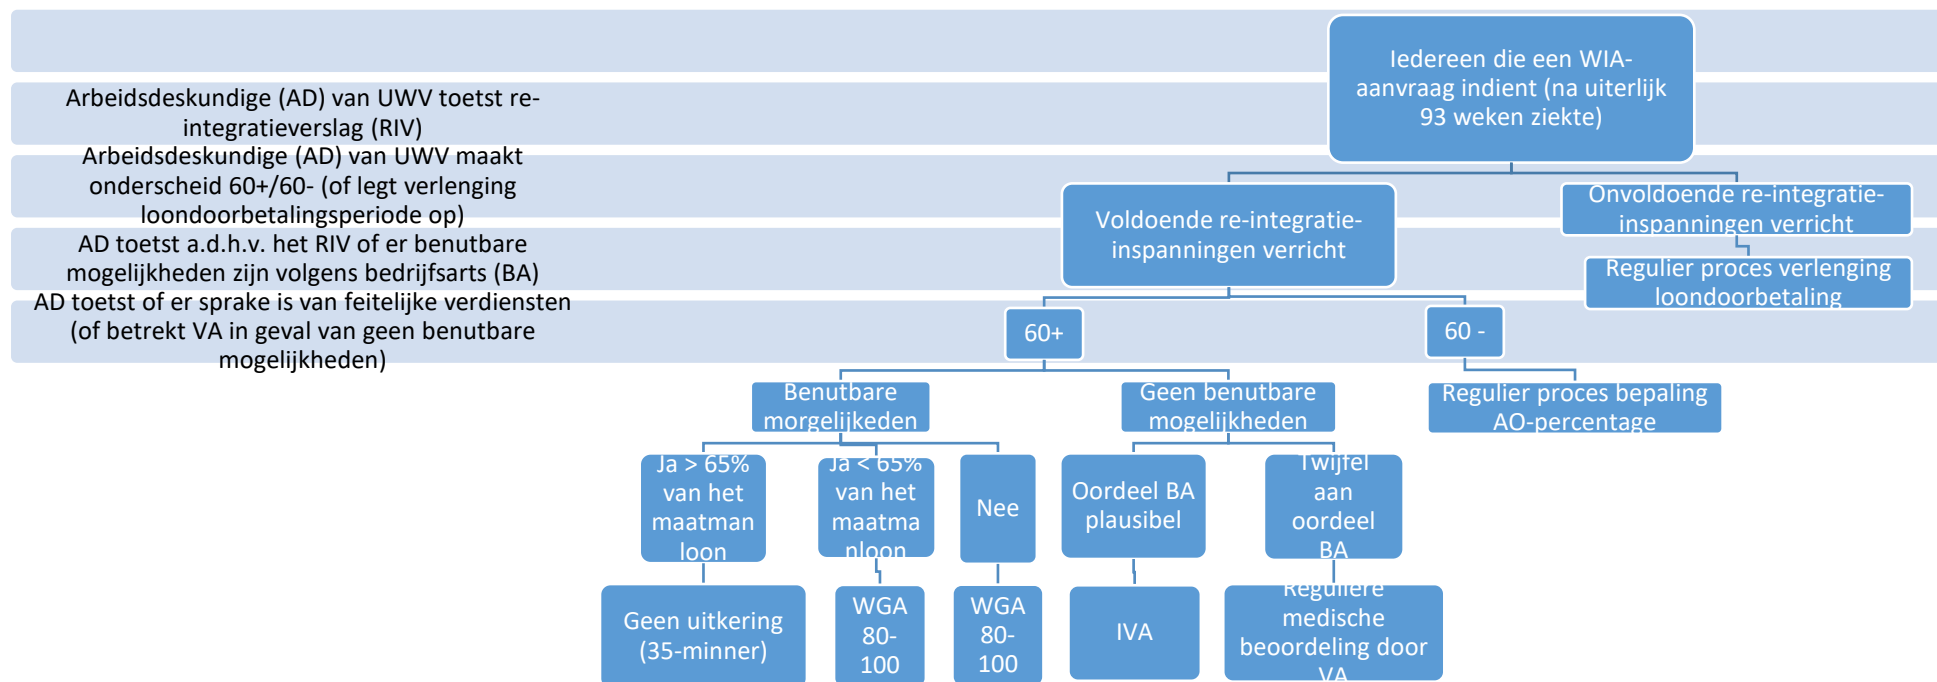 Iedereen die een WIA-
aanvraag indient (na uiterlijk
93 weken ziekte)
Arbeidsdeskundige (AD) van UWV toetst re-
integratieverslag (RIV)
Arbeidsdeskundige (AD) van UWV maakt
onderscheid 60+/60- (of legt verlenging
loondoorbetalingsperiode op)
Voldoende re-integratie-
inspanningen verricht
Onvoldoende re-integratie-
inspanningen verricht
AD toetst a.d.h.v. het RIV of er benutbare
mogelijkheden zijn volgens bedrijfsarts (BA)
Regulier proces verlenging
loondoorbetaling
AD toetst of er sprake is van feitelijke verdiensten
(of betrekt VA in geval van geen benutbare
mogelijkheden)
60+
60 -
Benutbare
morgelijkeden
Geen benutbare
mogelijkheden
Regulier proces bepaling
AO-percentage
Ja > 65%
van het
maatman
loon
Ja < 65%
van het
maatma
nloon
Nee
Oordeel BA
plausibel
Twijfel
aan
oordeel
BA
Geen uitkering
(35-minner)
WGA
80-
100
WGA
80-
100
IVA
Reguliere
medische
beoordeling door
VA